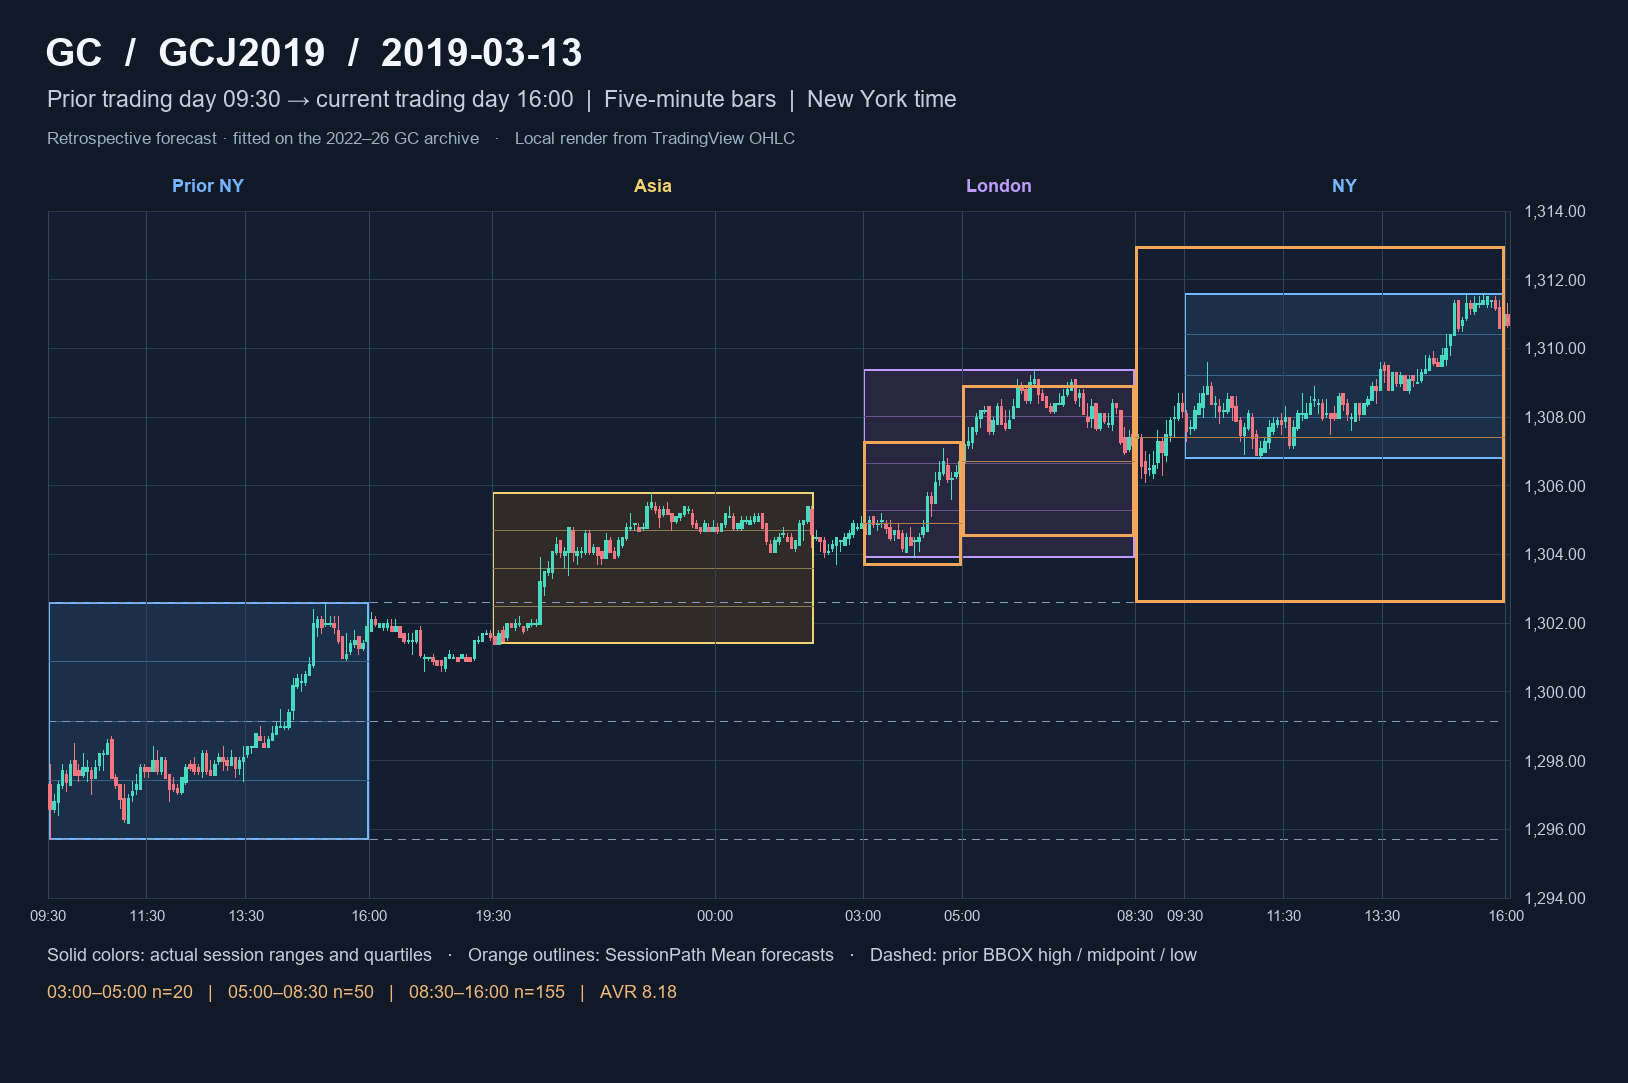 GC / GCJ2019 / 2019-03-13
Prior trading day 09:30 → current trading day 16:00 | Five-minute bars | New York time
Retrospective forecast · fitted on the 2022–26 GC archive · Local render from TradingView OHLC
Prior NY Asia London NY
1,314.00
1,312.00
1,310.00
1,308.00
1,306.00
1,304.00
1,302.00
1,300.00
1,298.00
1,296.00
1,294.00
09:30 11:30 13:30 16:00 19:30 00:00 03:00 05:00 08:30 09:30 11:30 13:30 16:00
Solid colors: actual session ranges and quartiles · Orange outlines: SessionPath Mean forecasts · Dashed: prior BBOX high / midpoint / low
03:00–05:00 n=20 | 05:00–08:30 n=50 | 08:30–16:00 n=155 | AVR 8.18